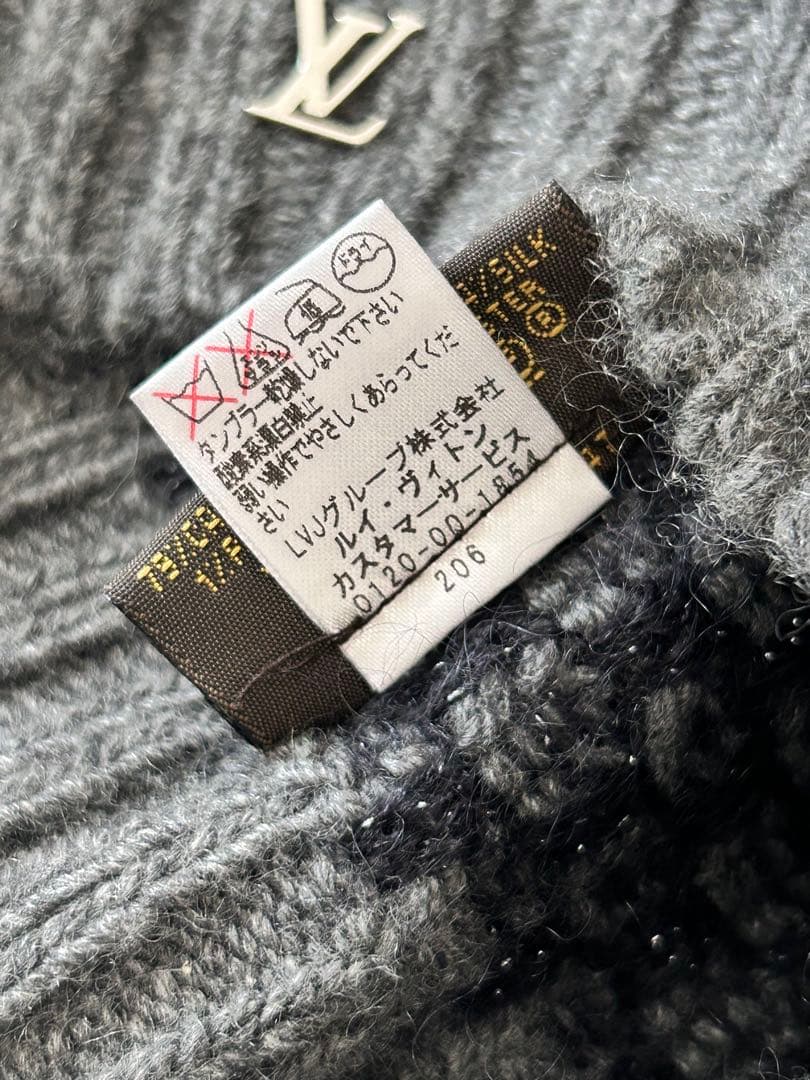 LV
ドライ
タンブラー乾燥しないで下さい
酸素系漂白禁止
弱い操作でやさしくあらってくだ
さい
LVJグループ株式会社
ルイ・ヴィトン
カスタマーサービス
0120-00-1854
206
/SILK